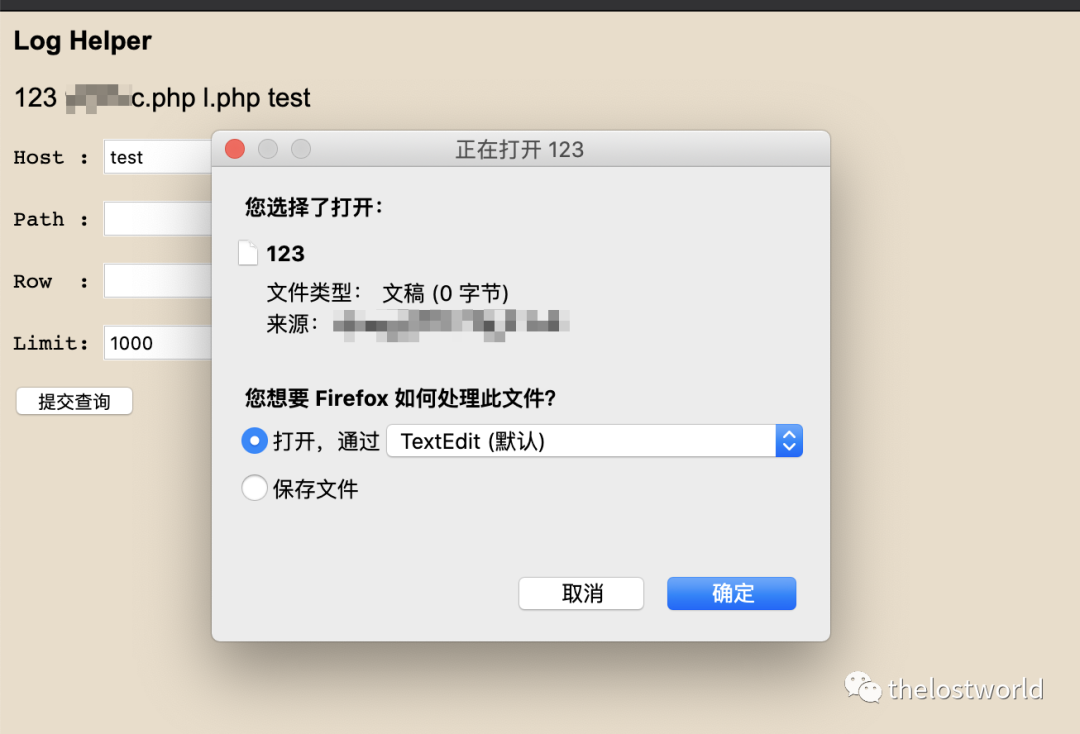 Log Helper
123 c.php l.php test
Host : test
Path :
Row :
Limit: 1000
提交查询
正在打开 123
您选择了打开：
123
文件类型： 文稿 (0 字节)
来源：
您想要 Firefox 如何处理此文件?
打开，通过 TextEdit (默认)
保存文件
取消 确定
thelostworld